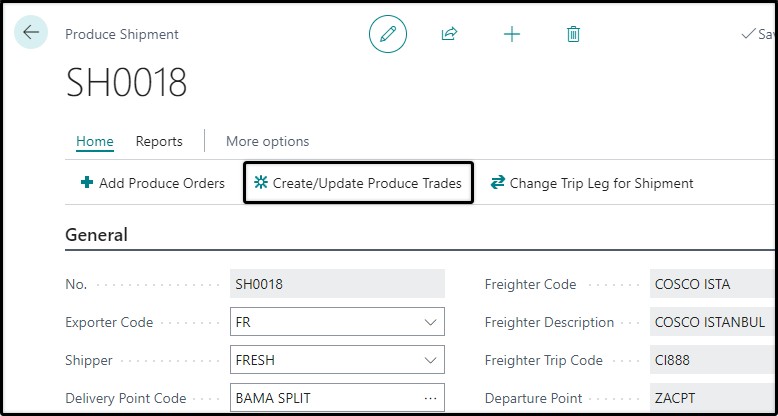 Produce Shipment
Sav
SH0018
Home Reports More options
Add Produce Orders Create/Update Produce Trades Change Trip Leg for Shipment
General
No. SH0018 Freighter Code COSCO ISTA
Exporter Code FR Freighter Description COSCO ISTANBUL
Shipper FRESH Freighter Trip Code CI888
Delivery Point Code BAMA SPLIT ... Departure Point ZACPT